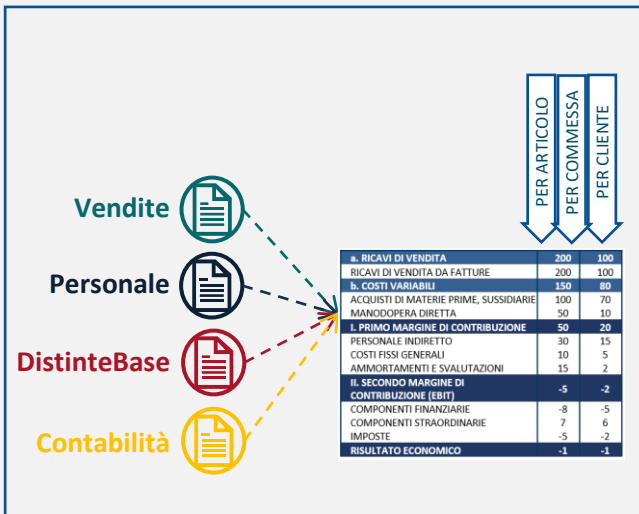 PER ARTICOLO
PER COMMESSA
PER CLIENTE
Vendite
Personale
DistinteBase
Contabilità
a. RICAVI DI VENDITA 200 100
RICAVI DI VENDITA DA FATTURE 200 100
b. COSTI VARIABILI 150 80
ACQUISTI DI MATERIE PRIME, SUSSIDIARIE 100 70
MANODOPERA DIRETTA 50 10
I. PRIMO MARGINE DI CONTRIBUZIONE 50 20
PERSONALE INDIRETTO 30 15
COSTI FISSI GENERALI 10 5
AMMORTAMENTI E SVALUTAZIONI 15 2
II. SECONDO MARGINE DI
CONTRIBUZIONE (EBIT) -5 -2
COMPONENTI FINANZIARIE -8 -5
COMPONENTI STRAORDINARIE 7 6
IMPOSTE -5 -2
RISULTATO ECONOMICO -1 -1